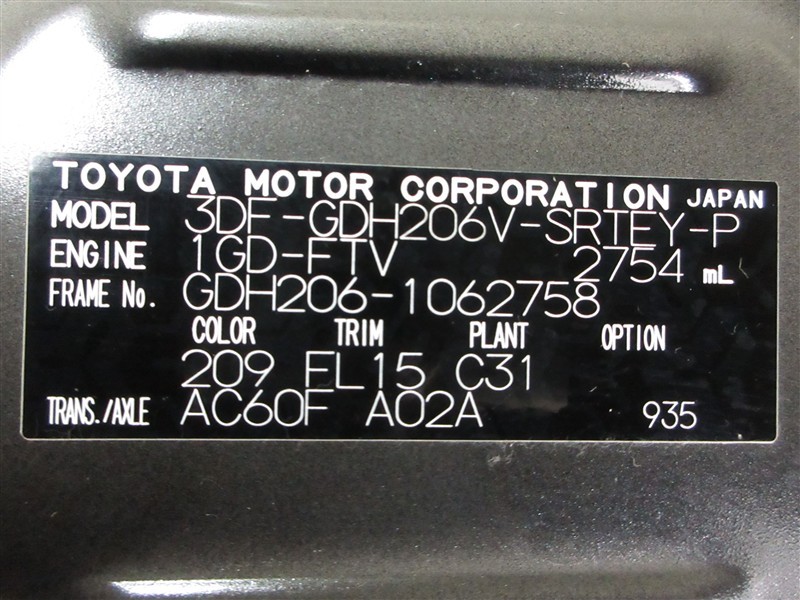 TOYOTA MOTOR CORPORATION JAPAN
MODEL 3DF-GDH206V-SRTEY-P
ENGINE 1GD-FTV 2754 mL
FRAME No. GDH206-1062758
COLOR TRIM PLANT OPTION
209 FL15 C31
TRANS./AXLE AC60F A02A 935